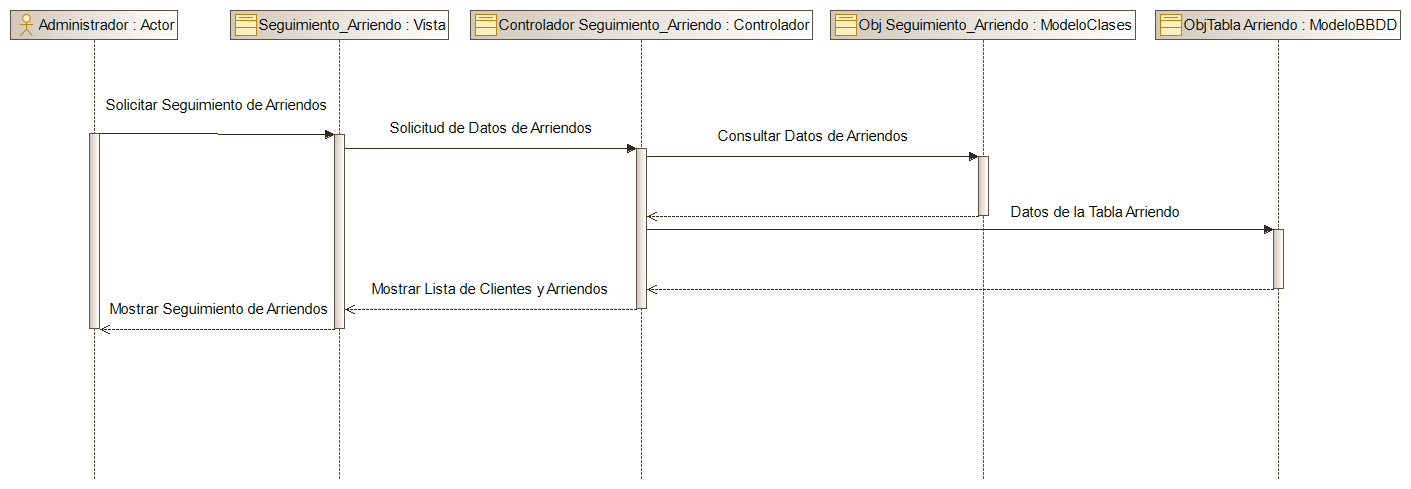 Administrador : Actor
Seguimiento_Arriendo : Vista
Controlador Seguimiento_Arriendo : Controlador
Obj Seguimiento_Arriendo : ModeloClases
ObjTabla Arriendo : ModeloBBDD
Solicitar Seguimiento de Arriendos
Solicitud de Datos de Arriendos
Consultar Datos de Arriendos
Datos de la Tabla Arriendo
Mostrar Lista de Clientes y Arriendos
Mostrar Seguimiento de Arriendos